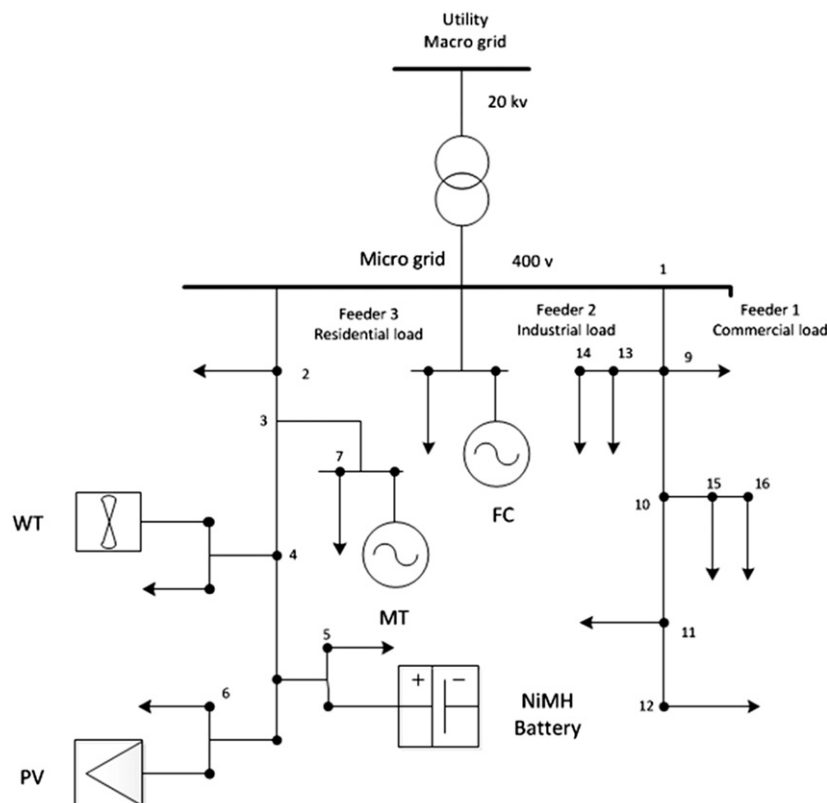 Utility
Macro grid
20 kv
Micro grid
400 v
1
Feeder 3
Residential load
Feeder 2
Industrial load
Feeder 1
Commercial load
2
14
13
9
3
7
FC
10
15
16
WT
4
MT
5
11
+
−
6
NiMH
Battery
12
PV